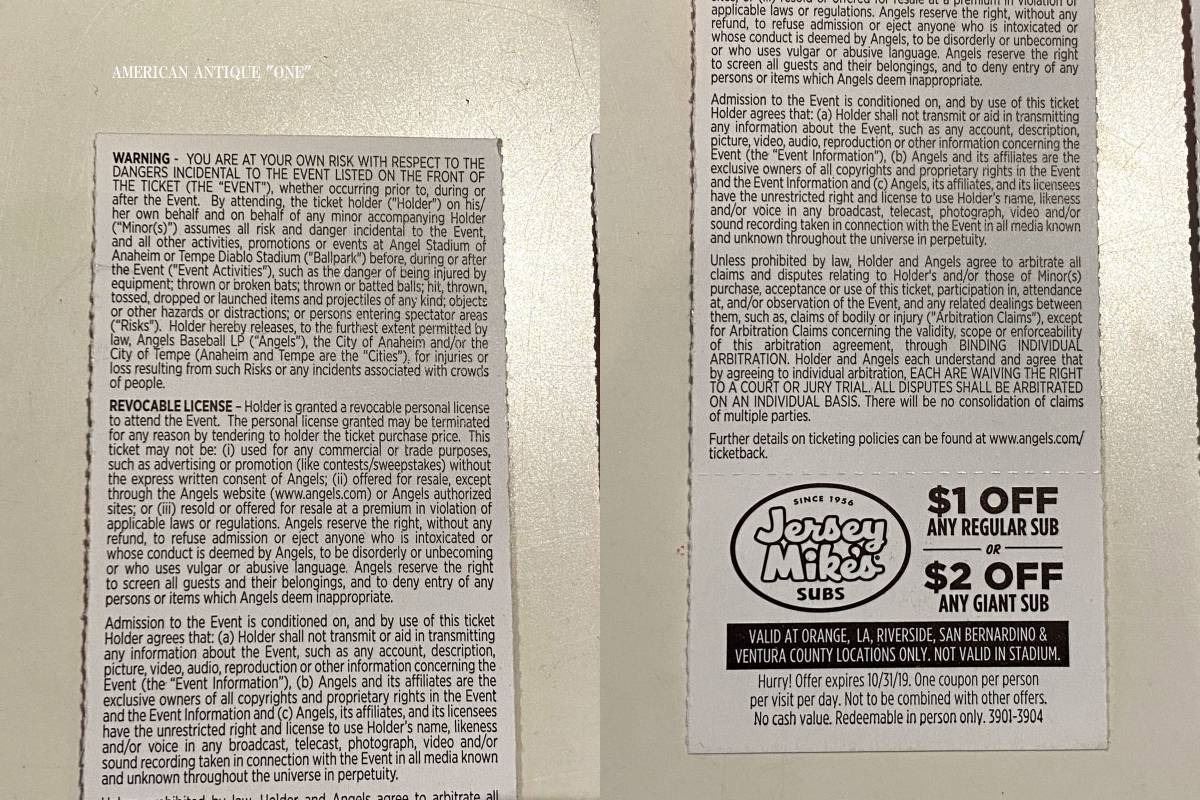 AMERICAN ANTIQUE "ONE"
WARNING - YOU ARE AT YOUR OWN RISK WITH RESPECT TO THE
DANGERS INCIDENTAL TO THE EVENT LISTED ON THE FRONT OF
THE TICKET (THE "EVENT"), whether occurring prior to, during or
after the Event. By attending, the ticket holder ("Holder") on his/
her own behalf and on behalf of any minor accompanying Holder
("Minor(s)") assumes all risk and danger incidental to the Event,
and all other activities, promotions or events at Angel Stadium of
Anaheim or Tempe Diablo Stadium ("Ballpark") before, during or after
the Event ("Event Activities"), such as the danger of being injured by
equipment; thrown or broken bats; thrown or batted balls; hit, thrown,
tossed, dropped or launched items and projectiles of any kind; objects
or other hazards or distractions; or persons entering spectator areas
("Risks"). Holder hereby releases, to the furthest extent permitted by
law, Angels Baseball LP ("Angels"), the City of Anaheim and/or the
City of Tempe (Anaheim and Tempe are the "Cities"), for injuries or
loss resulting from such Risks or any incidents associated with crowds
of people.
REVOCABLE LICENSE – Holder is granted a revocable personal license
to attend the Event. The personal license granted may be terminated
for any reason by tendering to holder the ticket purchase price. This
ticket may not be: (i) used for any commercial or trade purposes,
such as advertising or promotion (like contests/sweepstakes) without
the express written consent of Angels; (ii) offered for resale, except
through the Angels website (www.angels.com) or Angels authorized
sites; or (iii) resold or offered for resale at a premium in violation of
applicable laws or regulations. Angels reserve the right, without any
refund, to refuse admission or eject anyone who is intoxicated or
whose conduct is deemed by Angels, to be disorderly or unbecoming
or who uses vulgar or abusive language. Angels reserve the right
to screen all guests and their belongings, and to deny entry of any
persons or items which Angels deem inappropriate.
Admission to the Event is conditioned on, and by use of this ticket
Holder agrees that: (a) Holder shall not transmit or aid in transmitting
any information about the Event, such as any account, description,
picture, video, audio, reproduction or other information concerning the
Event (the "Event Information"), (b) Angels and its affiliates are the
exclusive owners of all copyrights and proprietary rights in the Event
and the Event Information and (c) Angels, its affiliates, and its licensees
have the unrestricted right and license to use Holder's name, likeness
and/or voice in any broadcast, telecast, photograph, video and/or
sound recording taken in connection with the Event in all media known
and unknown throughout the universe in perpetuity.
Unless prohibited by law, Holder and Angels agree to arbitrate all
sites; or (iii) resold or offered for resale at a premium in violation of
applicable laws or regulations. Angels reserve the right, without any
refund, to refuse admission or eject anyone who is intoxicated or
whose conduct is deemed by Angels, to be disorderly or unbecoming
or who uses vulgar or abusive language. Angels reserve the right
to screen all guests and their belongings, and to deny entry of any
persons or items which Angels deem inappropriate.
Admission to the Event is conditioned on, and by use of this ticket
Holder agrees that: (a) Holder shall not transmit or aid in transmitting
any information about the Event, such as any account, description,
picture, video, audio, reproduction or other information concerning the
Event (the "Event Information"), (b) Angels and its affiliates are the
exclusive owners of all copyrights and proprietary rights in the Event
and the Event Information and (c) Angels, its affiliates, and its licensees
have the unrestricted right and license to use Holder's name, likeness
and/or voice in any broadcast, telecast, photograph, video and/or
sound recording taken in connection with the Event in all media known
and unknown throughout the universe in perpetuity.
Unless prohibited by law, Holder and Angels agree to arbitrate all
claims and disputes relating to Holder's and/or those of Minor(s)
purchase, acceptance or use of this ticket, participation in, attendance
at, and/or observation of the Event, and any related dealings between
them, such as, claims of bodily or injury ("Arbitration Claims"), except
for Arbitration Claims concerning the validity, scope or enforceability
of this arbitration agreement, through BINDING INDIVIDUAL
ARBITRATION. Holder and Angels each understand and agree that
by agreeing to individual arbitration, EACH ARE WAIVING THE RIGHT
TO A COURT OR JURY TRIAL. ALL DISPUTES SHALL BE ARBITRATED
ON AN INDIVIDUAL BASIS. There will be no consolidation of claims
of multiple parties.
Further details on ticketing policies can be found at www.angels.com/
ticketback.
SINCE 1956
Jersey
Mike's
SUBS
$1 OFF
ANY REGULAR SUB
OR
$2 OFF
ANY GIANT SUB
VALID AT ORANGE, LA, RIVERSIDE, SAN BERNARDINO &
VENTURA COUNTY LOCATIONS ONLY. NOT VALID IN STADIUM.
Hurry! Offer expires 10/31/19. One coupon per person
per visit per day. Not to be combined with other offers.
No cash value. Redeemable in person only. 3901-3904